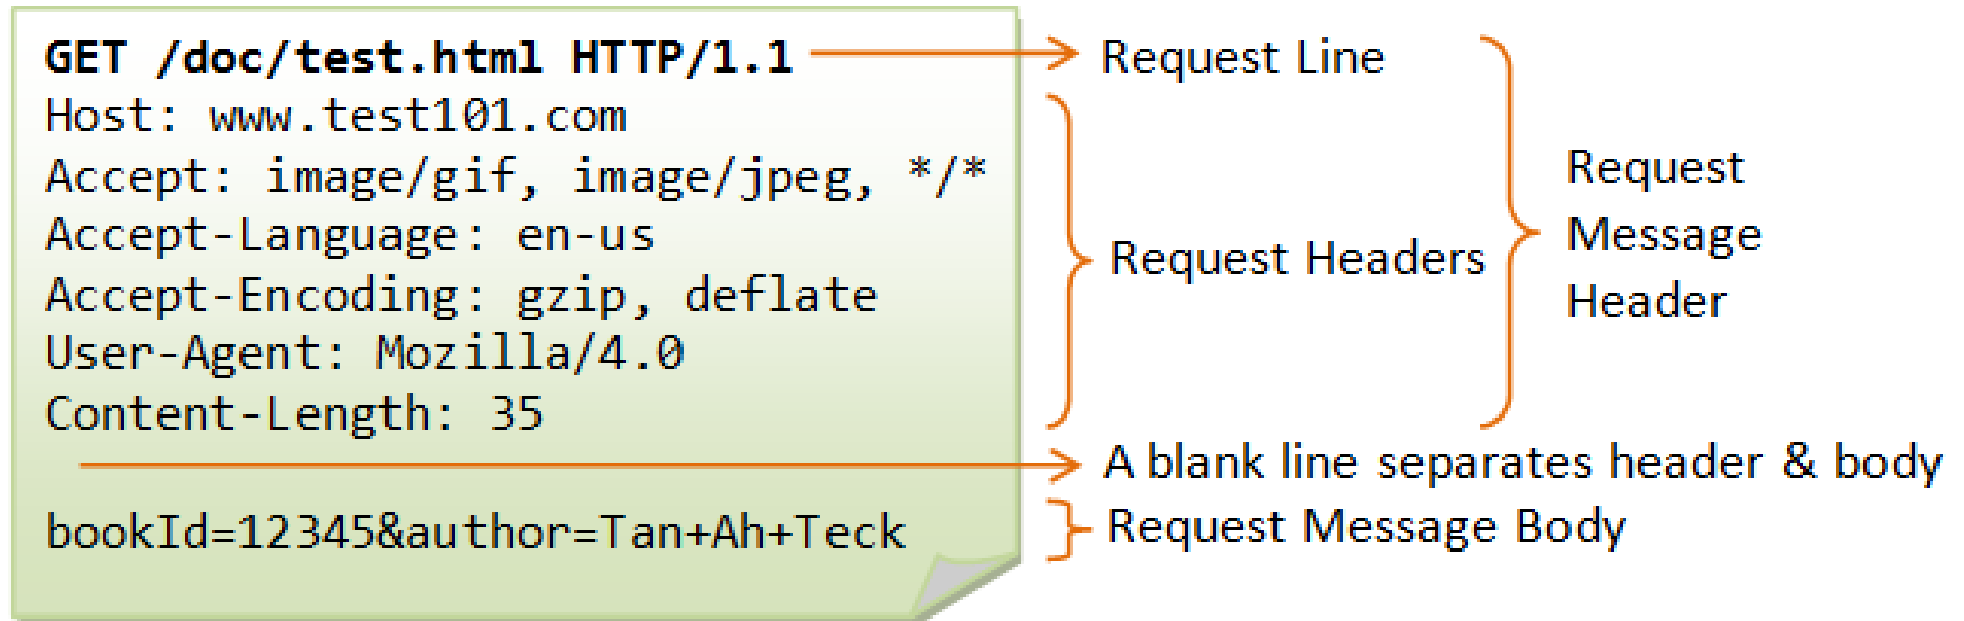 GET /doc/test.html HTTP/1.1
Host: www.test101.com
Accept: image/gif, image/jpeg, */*
Accept-Language: en-us
Accept-Encoding: gzip, deflate
User-Agent: Mozilla/4.0
Content-Length: 35
bookId=12345&author=Tan+Ah+Teck
Request Line
Request Headers
Request
Message
Header
A blank line separates header & body
Request Message Body